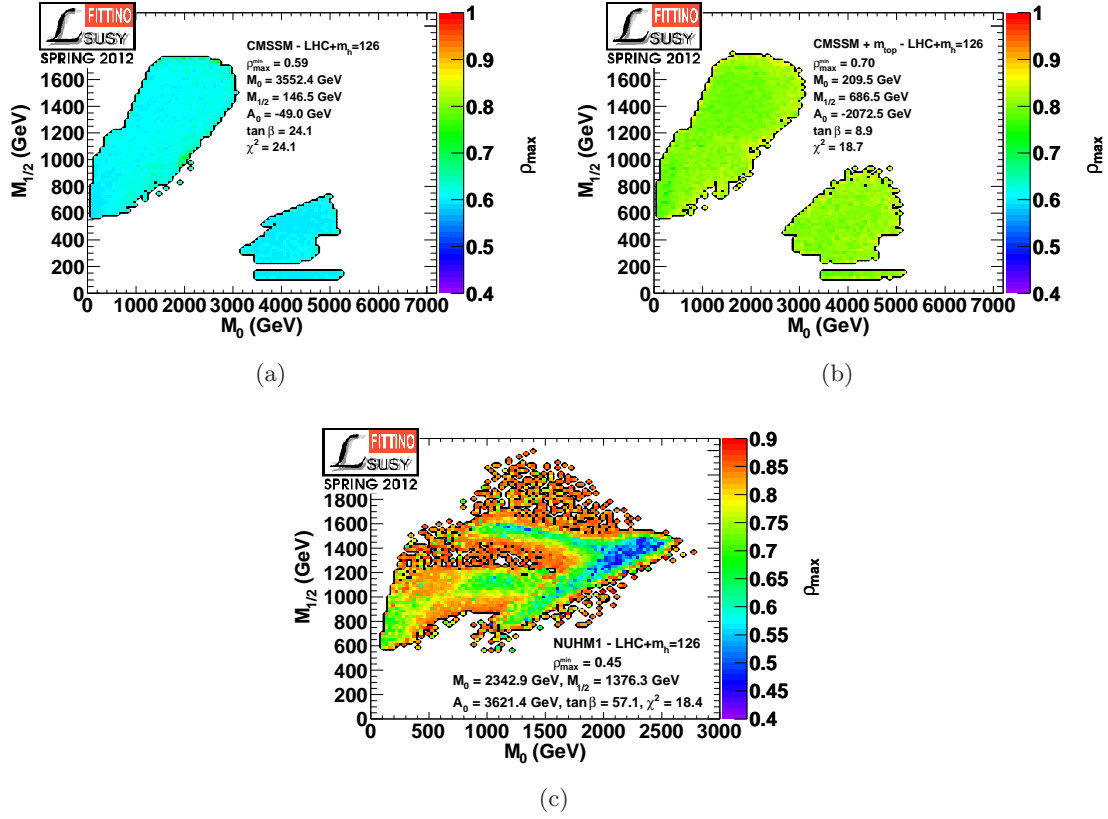 FITTINO
SUSY
SPRING 2012
CMSSM - LHC+m_h=126
ρ_max^min = 0.59
M_0 = 3552.4 GeV
M_1/2 = 146.5 GeV
A_0 = -49.0 GeV
tan β = 24.1
χ² = 24.1
M_1/2 (GeV)
1600
1400
1200
1000
800
600
400
200
0
0 1000 2000 3000 4000 5000 6000 7000
M_0 (GeV)
1
0.9
0.8
0.7
0.6
0.5
0.4
ρ_max
(a)
FITTINO
SUSY
SPRING 2012
CMSSM + m_top - LHC+m_h=126
ρ_max^min = 0.70
M_0 = 209.5 GeV
M_1/2 = 686.5 GeV
A_0 = -2072.5 GeV
tan β = 8.9
χ² = 18.7
M_1/2 (GeV)
1600
1400
1200
1000
800
600
400
200
0
0 1000 2000 3000 4000 5000 6000 7000
M_0 (GeV)
1
0.9
0.8
0.7
0.6
0.5
0.4
ρ_max
(b)
FITTINO
SUSY
SPRING 2012
M_1/2 (GeV)
1800
1600
1400
1200
1000
800
600
400
200
0
NUHM1 - LHC+m_h=126
ρ_max^min = 0.45
M_0 = 2342.9 GeV, M_1/2 = 1376.3 GeV
A_0 = 3621.4 GeV, tan β = 57.1, χ² = 18.4
0 500 1000 1500 2000 2500 3000
M_0 (GeV)
0.9
0.85
0.8
0.75
0.7
0.65
0.6
0.55
0.5
0.45
0.4
ρ_max
(c)